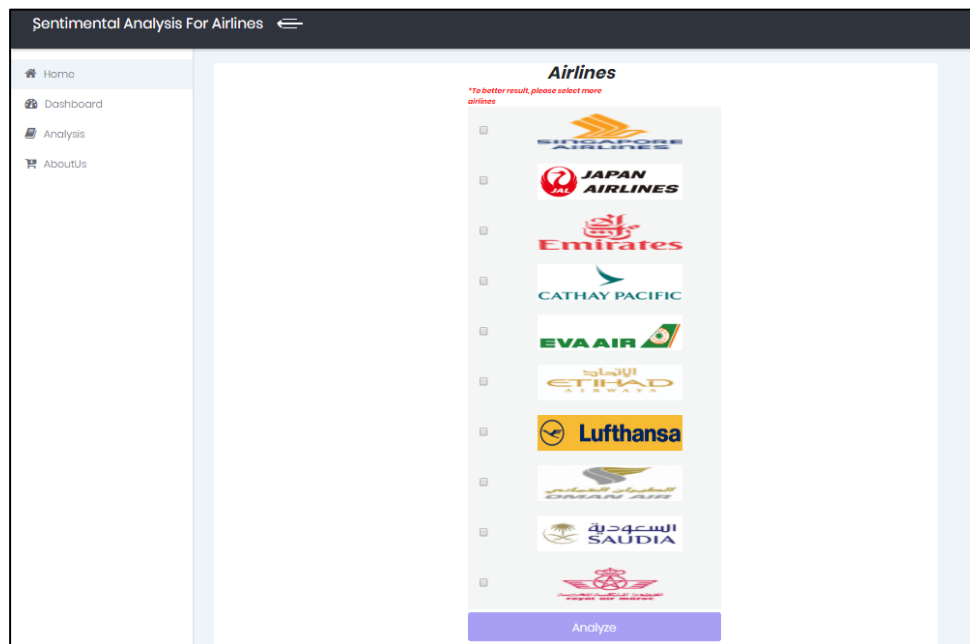 Sentimental Analysis For Airlines
Home
Dashboard
Analysis
AboutUs
Airlines
*To better result, please select more
airlines
SINGAPORE
AIRLINES
JAPAN
AIRLINES
JAL
Emirates
CATHAY PACIFIC
EVA AIR
الإتحاد
ETIHAD
AIRWAYS
Lufthansa
الطيران العماني
OMAN AIR
السعودية
SAUDIA
royal air maroc
Analyze